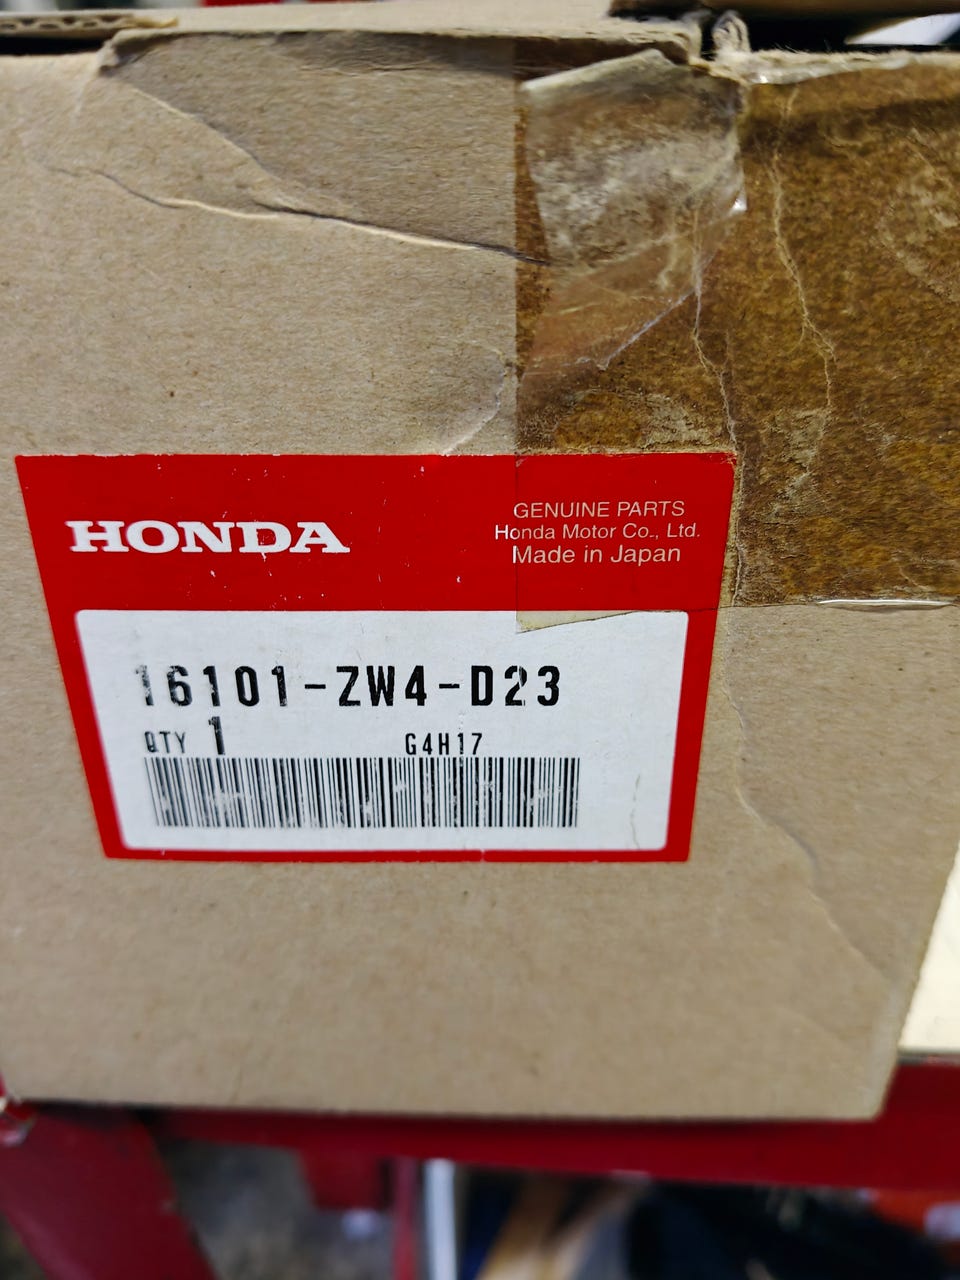 HONDA
GENUINE PARTS
Honda Motor Co., Ltd.
Made in Japan
16101-ZW4-D23
QTY 1 G4H17